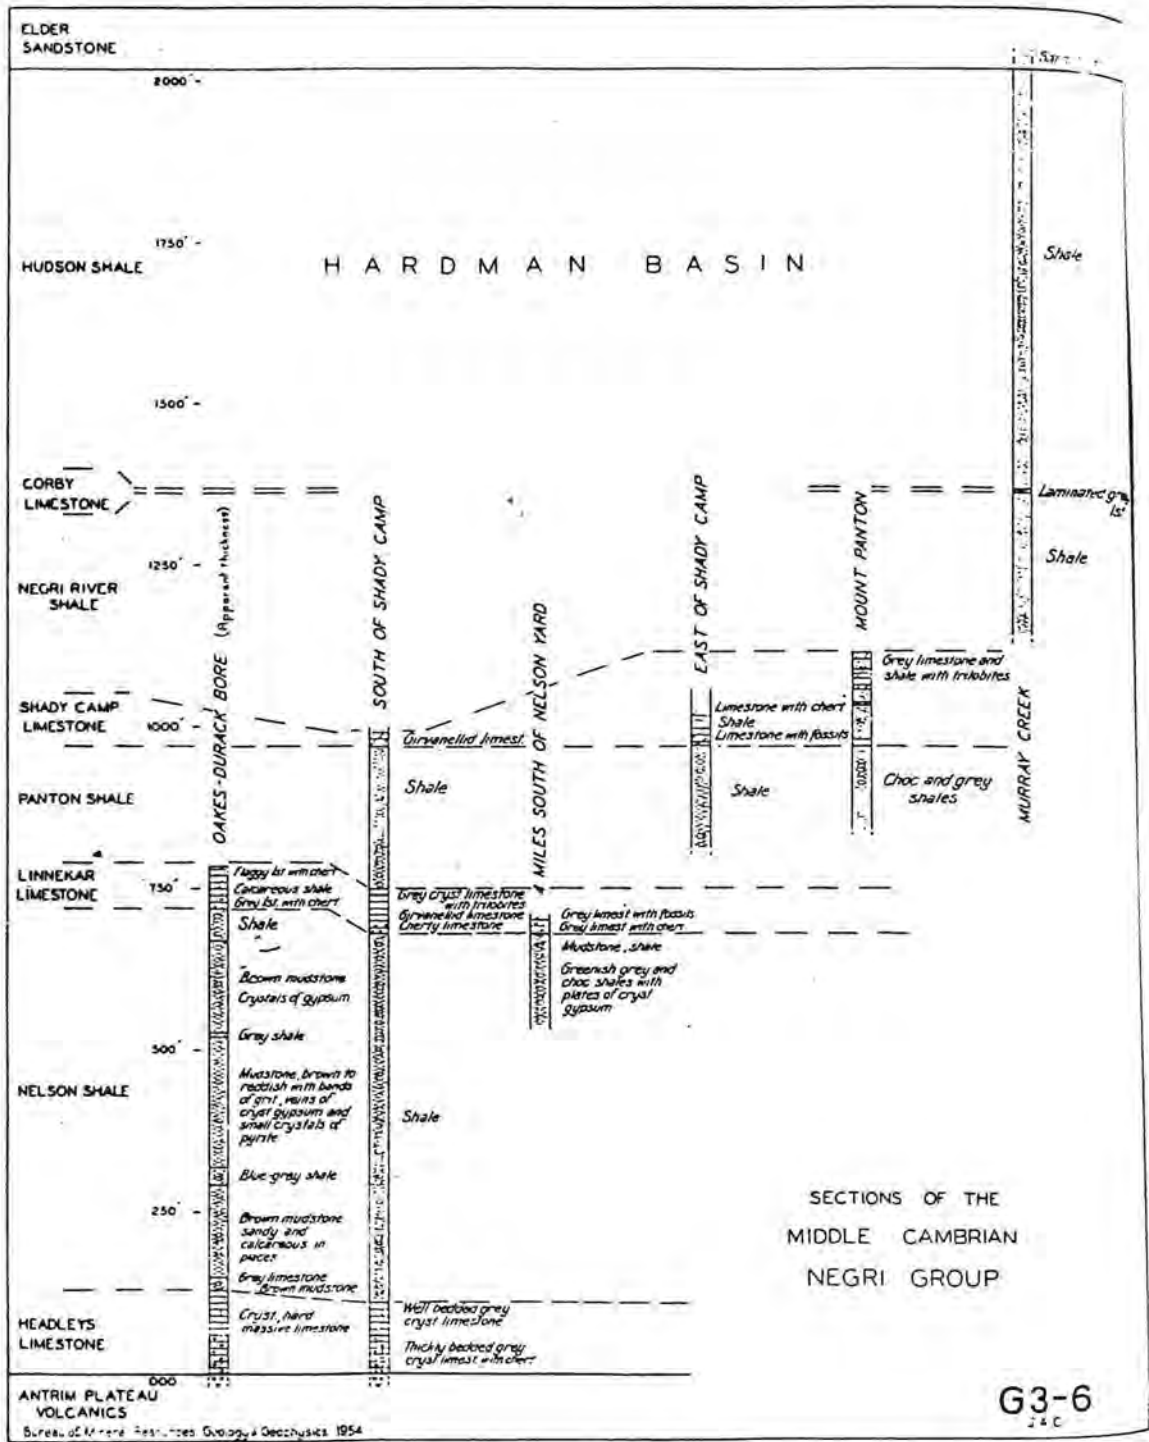 ELDER
SANDSTONE
2000'
1750'
HUDSON SHALE
HARDMAN BASIN
1500'
CORBY
LIMESTONE
1250'
NEGRI RIVER
SHALE
SHADY CAMP
LIMESTONE
1000'
PANTON SHALE
LINNEKAR
LIMESTONE
750'
500'
NELSON SHALE
250'
HEADLEYS
LIMESTONE
000
ANTRIM PLATEAU
VOLCANICS
Bureau of Mineral Resources Geology & Geophysics 1954
OAKES-DURACK BORE (Apparent thickness)
Flaggy lst with chert
Calcareous shale
Grey lst. with chert
Shale
Brown mudstone
Crystals of gypsum
Grey shale
Mudstone, brown to
reddish with bands
of grit, veins of
cryst gypsum and
small crystals of
pyrite
Blue-grey shale
Brown mudstone
sandy and
calcareous in
places
Grey limestone
Brown mudstone
Cryst, hard
massive limestone
SOUTH OF SHADY CAMP
Girvanellid limest.
Shale
Grey cryst limestone
with trilobites
Girvanellid limestone
Cherty limestone
Shale
Well bedded grey
cryst limestone
Thickly bedded grey
cryst limest with chert
4 MILES SOUTH OF NELSON YARD
Grey limest with fossils
Grey limest with chert
Mudstone, shale
Greenish grey and
choc shales with
plates of cryst
gypsum
EAST OF SHADY CAMP
Limestone with chert
Shale
Limestone with fossils
Shale
MOUNT PANTON
Grey limestone and
shale with trilobites
Choc and grey
shales
MURRAY CREEK
Shale
Laminated grey
lst
Shale
SECTIONS OF THE
MIDDLE CAMBRIAN
NEGRI GROUP
G3-6